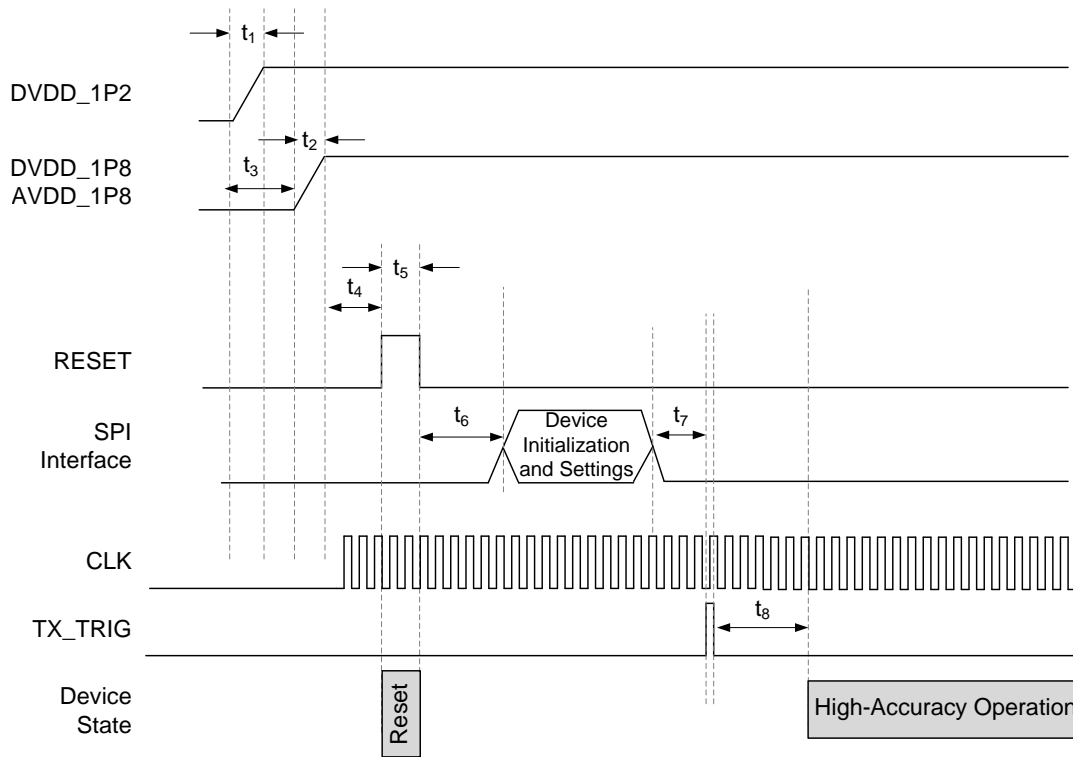 t1
DVDD_1P2
t2
DVDD_1P8
AVDD_1P8
t3
t5
t4
RESET
t6
Device
Initialization
and Settings
t7
SPI
Interface
CLK
TX_TRIG
t8
Device
State
Reset
High-Accuracy Operation